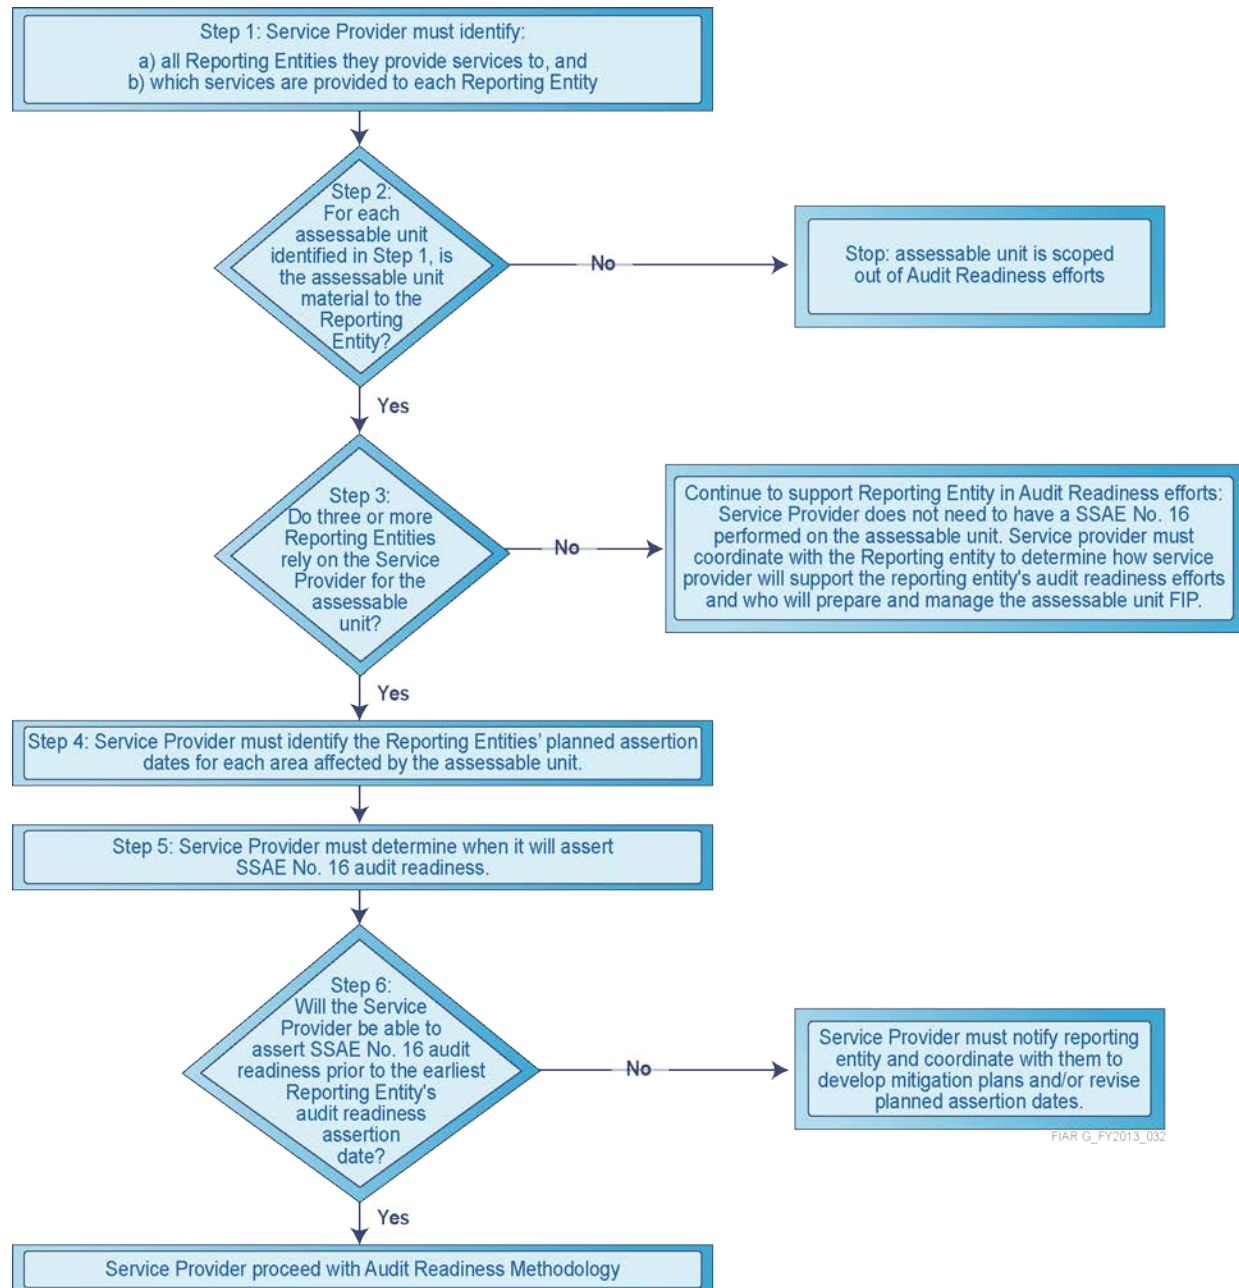 Step 1: Service Provider must identify:
a) all Reporting Entities they provide services to, and
b) which services are provided to each Reporting Entity
Step 2:
For each
assessable unit
identified in Step 1, is
the assessable unit
material to the
Reporting
Entity?
No
Stop: assessable unit is scoped
out of Audit Readiness efforts
Yes
Step 3:
Do three or more
Reporting Entities
rely on the Service
Provider for the
assessable
unit?
No
Continue to support Reporting Entity in Audit Readiness efforts:
Service Provider does not need to have a SSAE No. 16
performed on the assessable unit. Service provider must
coordinate with the Reporting entity to determine how service
provider will support the reporting entity's audit readiness efforts
and who will prepare and manage the assessable unit FIP.
Yes
Step 4: Service Provider must identify the Reporting Entities' planned assertion
dates for each area affected by the assessable unit.
Step 5: Service Provider must determine when it will assert
SSAE No. 16 audit readiness.
Step 6:
Will the Service
Provider be able to
assert SSAE No. 16 audit
readiness prior to the earliest
Reporting Entity's
audit readiness
assertion
date?
No
Service Provider must notify reporting
entity and coordinate with them to
develop mitigation plans and/or revise
planned assertion dates.
FIAR G_FY2013_032
Yes
Service Provider proceed with Audit Readiness Methodology